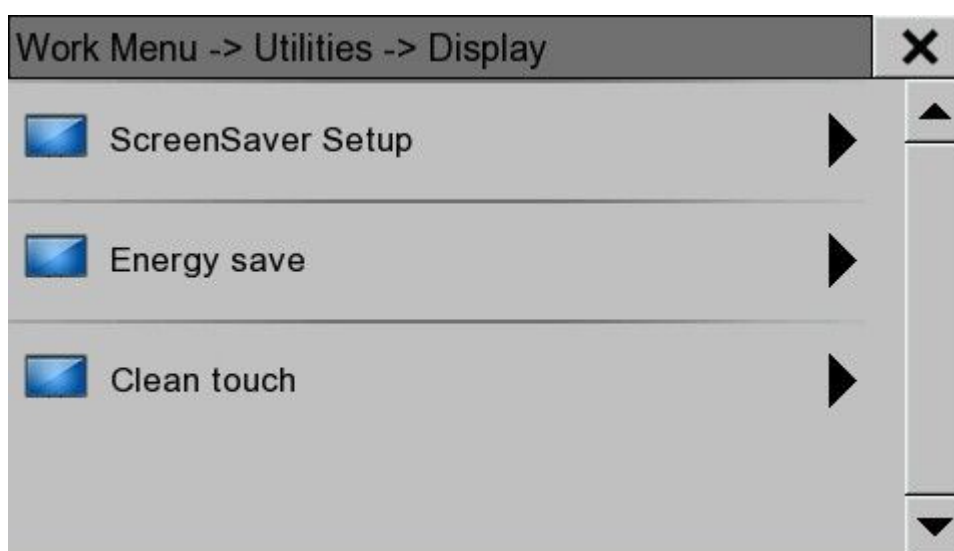 Work Menu -> Utilities -> Display
ScreenSaver Setup
Energy save
Clean touch